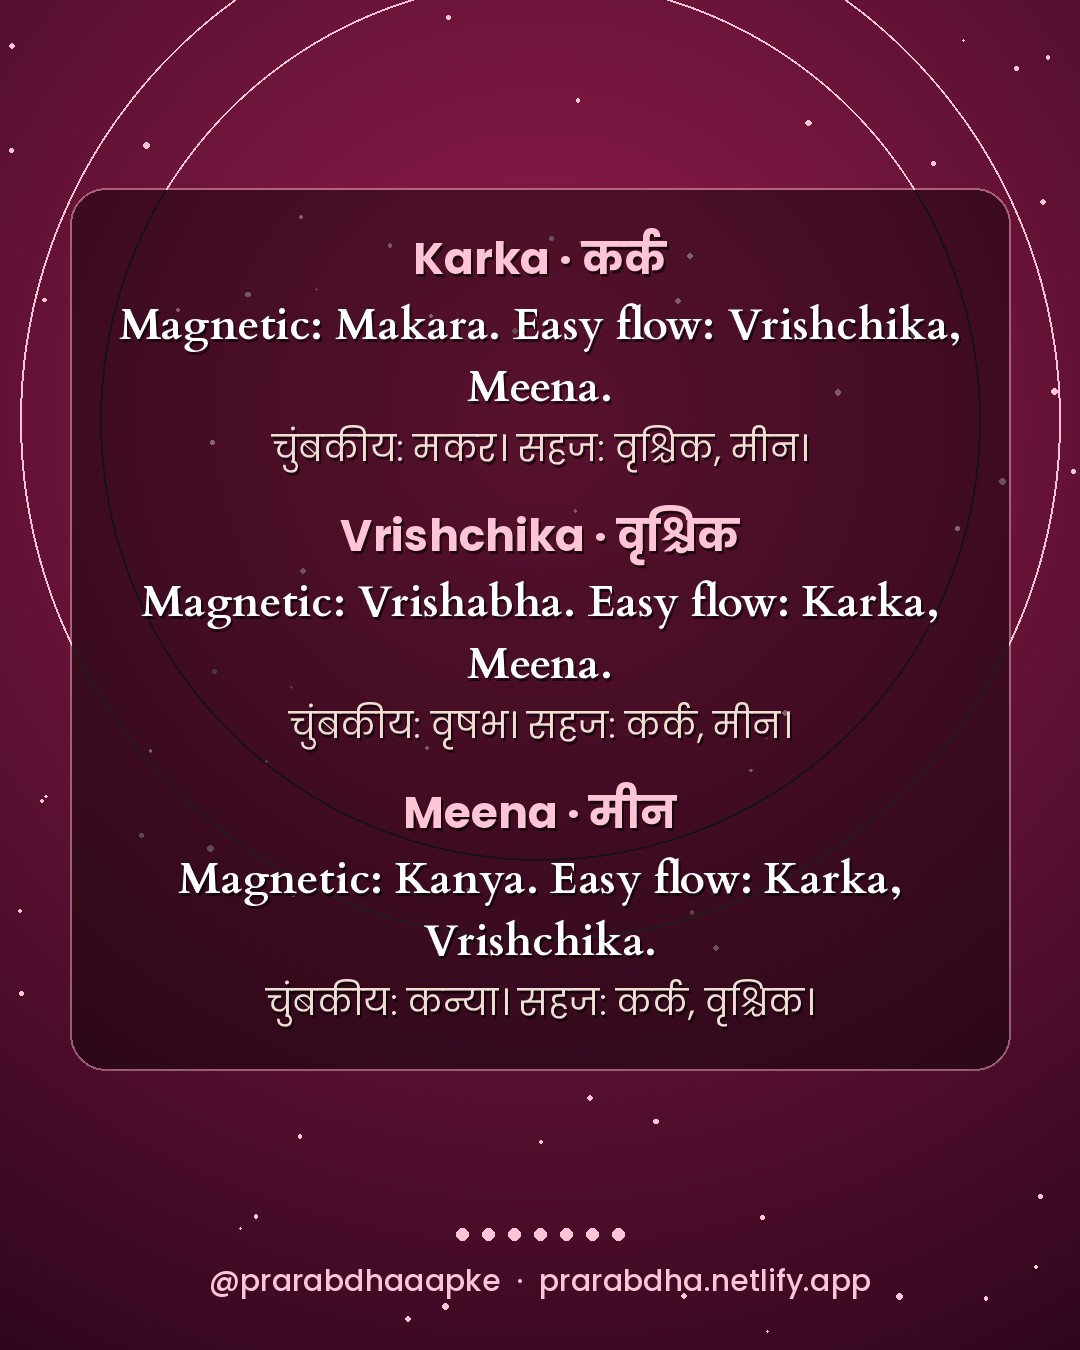 Karka · कर्क
Magnetic: Makara. Easy flow: Vrishchika,
Meena.
चुंबकीय: मकर। सहज: वृश्चिक, मीन।
Vrishchika · वृश्चिक
Magnetic: Vrishabha. Easy flow: Karka,
Meena.
चुंबकीय: वृषभ। सहज: कर्क, मीन।
Meena · मीन
Magnetic: Kanya. Easy flow: Karka,
Vrishchika.
चुंबकीय: कन्या। सहज: कर्क, वृश्चिक।
@prarabdhaaapke · prarabdha.netlify.app